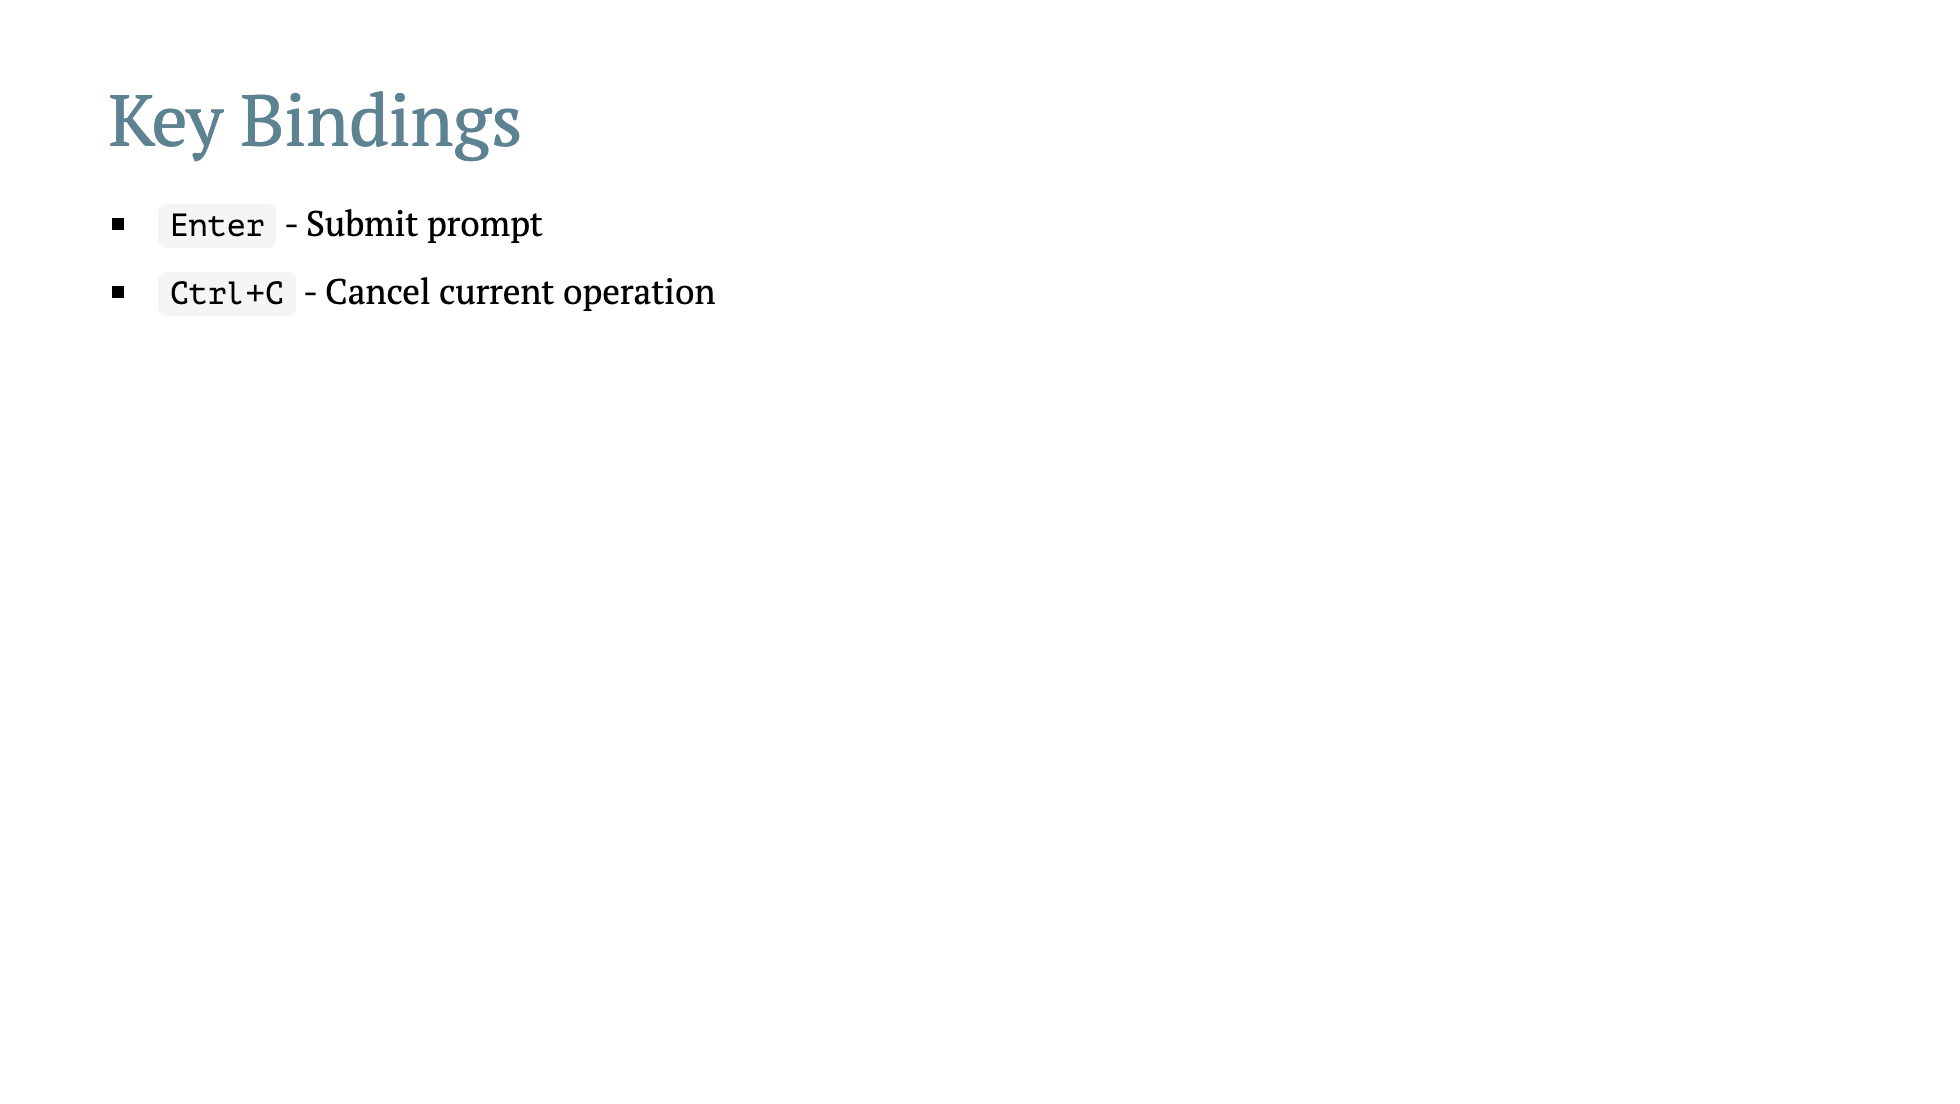 Key Bindings
▪ Enter - Submit prompt
▪ Ctrl+C - Cancel current operation